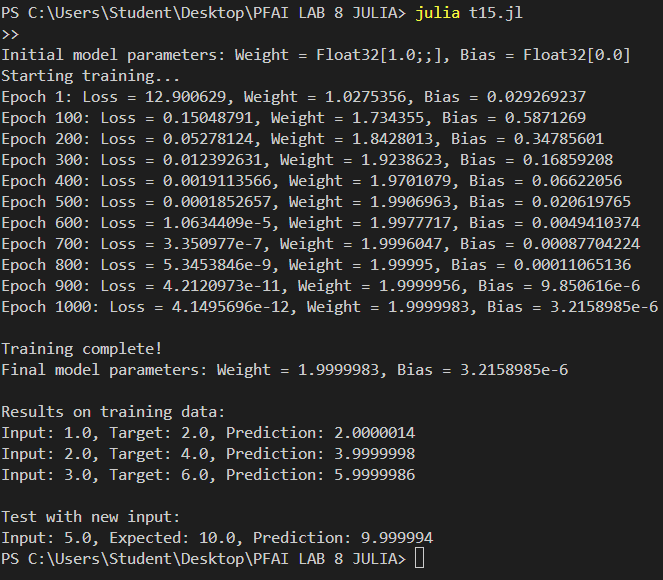 PS C:\Users\Student\Desktop\PFAI LAB 8 JULIA> julia t15.jl
>>
Initial model parameters: Weight = Float32[1.0;;], Bias = Float32[0.0]
Starting training...
Epoch 1: Loss = 12.900629, Weight = 1.0275356, Bias = 0.029269237
Epoch 100: Loss = 0.15048791, Weight = 1.734355, Bias = 0.5871269
Epoch 200: Loss = 0.05278124, Weight = 1.8428013, Bias = 0.34785601
Epoch 300: Loss = 0.012392631, Weight = 1.9238623, Bias = 0.16859208
Epoch 400: Loss = 0.0019113566, Weight = 1.9701079, Bias = 0.06622056
Epoch 500: Loss = 0.0001852657, Weight = 1.9906963, Bias = 0.020619765
Epoch 600: Loss = 1.0634409e-5, Weight = 1.9977717, Bias = 0.0049410374
Epoch 700: Loss = 3.350977e-7, Weight = 1.9996047, Bias = 0.00087704224
Epoch 800: Loss = 5.3453846e-9, Weight = 1.99995, Bias = 0.00011065136
Epoch 900: Loss = 4.2120973e-11, Weight = 1.9999956, Bias = 9.850616e-6
Epoch 1000: Loss = 4.1495696e-12, Weight = 1.9999983, Bias = 3.2158985e-6
Training complete!
Final model parameters: Weight = 1.9999983, Bias = 3.2158985e-6
Results on training data:
Input: 1.0, Target: 2.0, Prediction: 2.0000014
Input: 2.0, Target: 4.0, Prediction: 3.9999998
Input: 3.0, Target: 6.0, Prediction: 5.9999986
Test with new input:
Input: 5.0, Expected: 10.0, Prediction: 9.999994
PS C:\Users\Student\Desktop\PFAI LAB 8 JULIA>